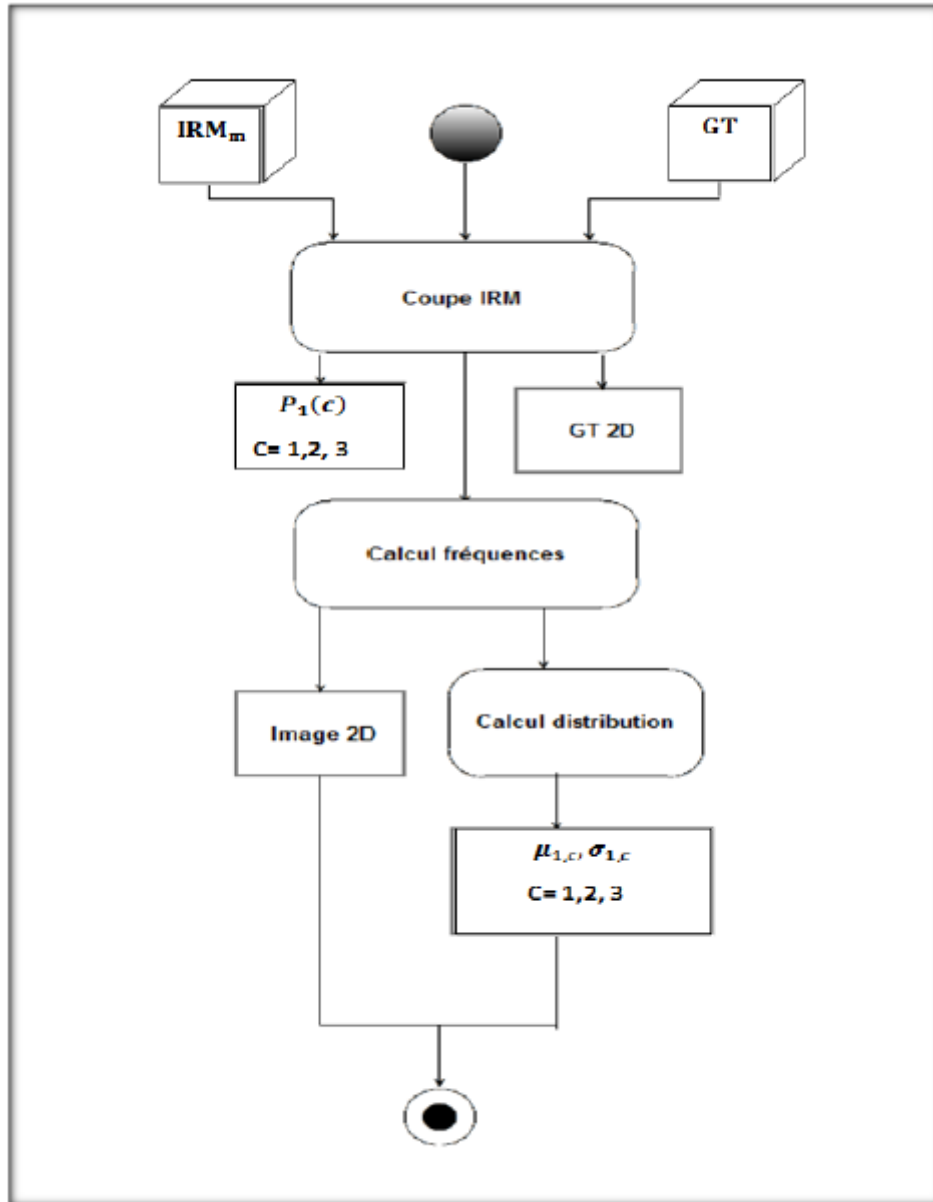 IRMₘ
GT
Coupe IRM
P₁(c)
C= 1,2, 3
GT 2D
Calcul fréquences
Image 2D
Calcul distribution
μ₁,c, σ₁,c
C= 1,2, 3